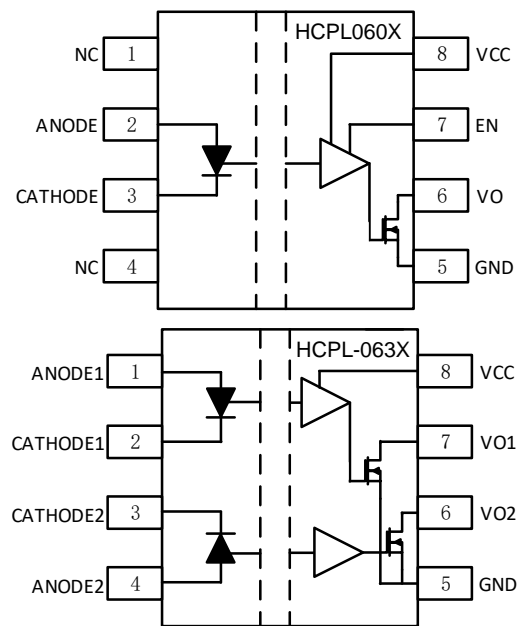 HCPL060X
NC 1 8 VCC
ANODE 2 7 EN
CATHODE 3 6 VO
NC 4 5 GND
HCPL-063X
ANODE1 1 8 VCC
CATHODE1 2 7 VO1
CATHODE2 3 6 VO2
ANODE2 4 5 GND